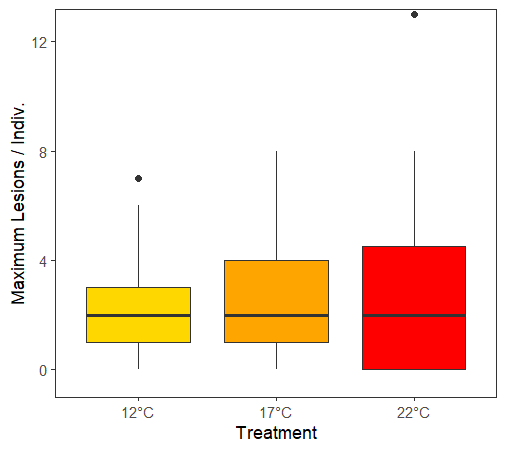 Maximum Lesions / Indiv.
12
8
4
0
12°C 17°C 22°C
Treatment